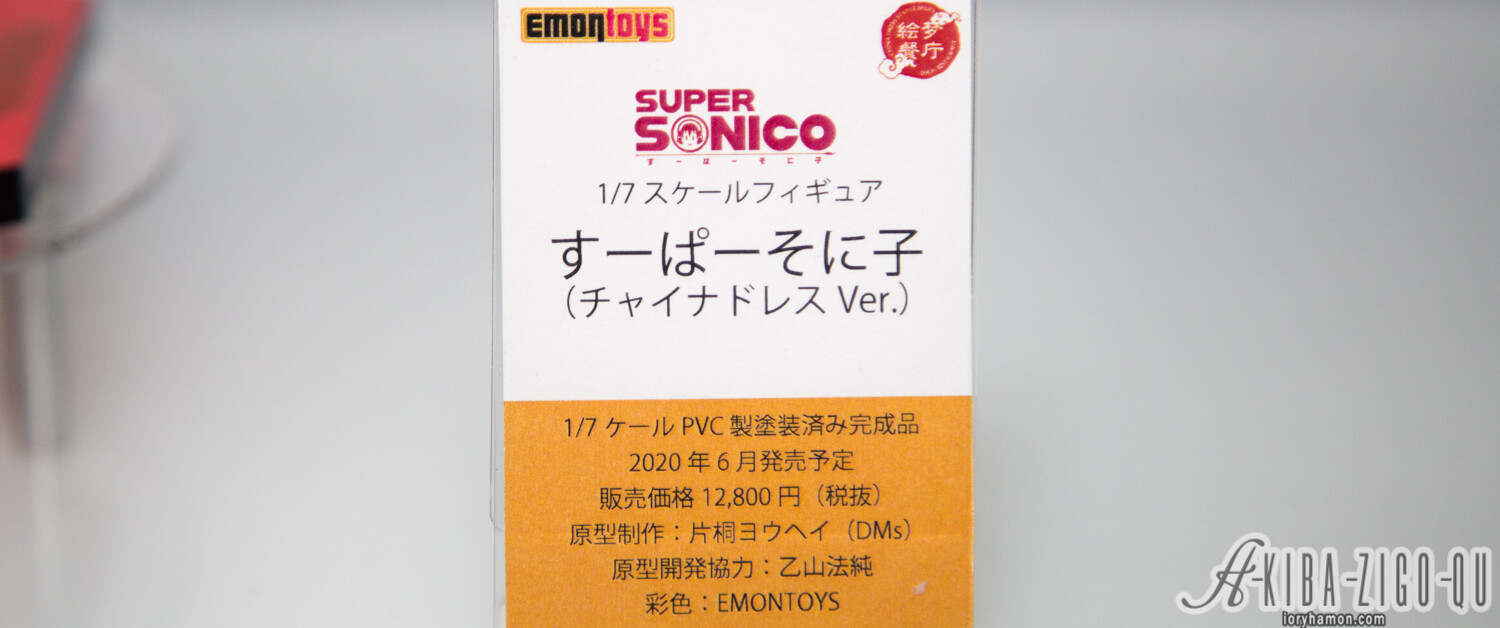 EMONtoys
絵夢
餐庁
SUPER
SONICO
すーぱーそに子
1/7 スケールフィギュア
すーぱーそに子
（チャイナドレス Ver.）
1/7 ケール PVC 製塗装済み完成品
2020 年 6 月発売予定
販売価格 12,800 円（税抜）
原型制作：片桐ヨウヘイ（DMs）
原型開発協力：乙山法純
彩色：EMONTOYS
A-KIBA-ZIGO-QU
ioryhamon.com